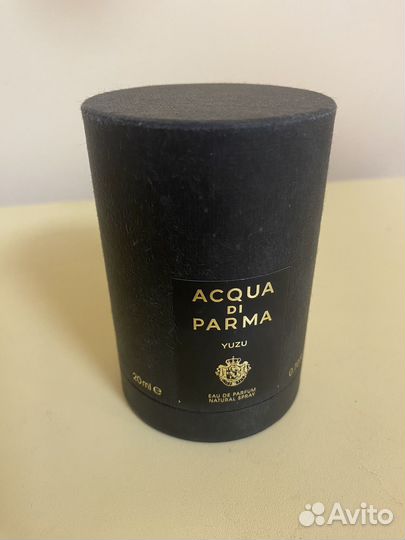 ACQUA
DI
PARMA
YUZU
20ml e
EAU DE PARFUM
NATURAL SPRAY
Avito